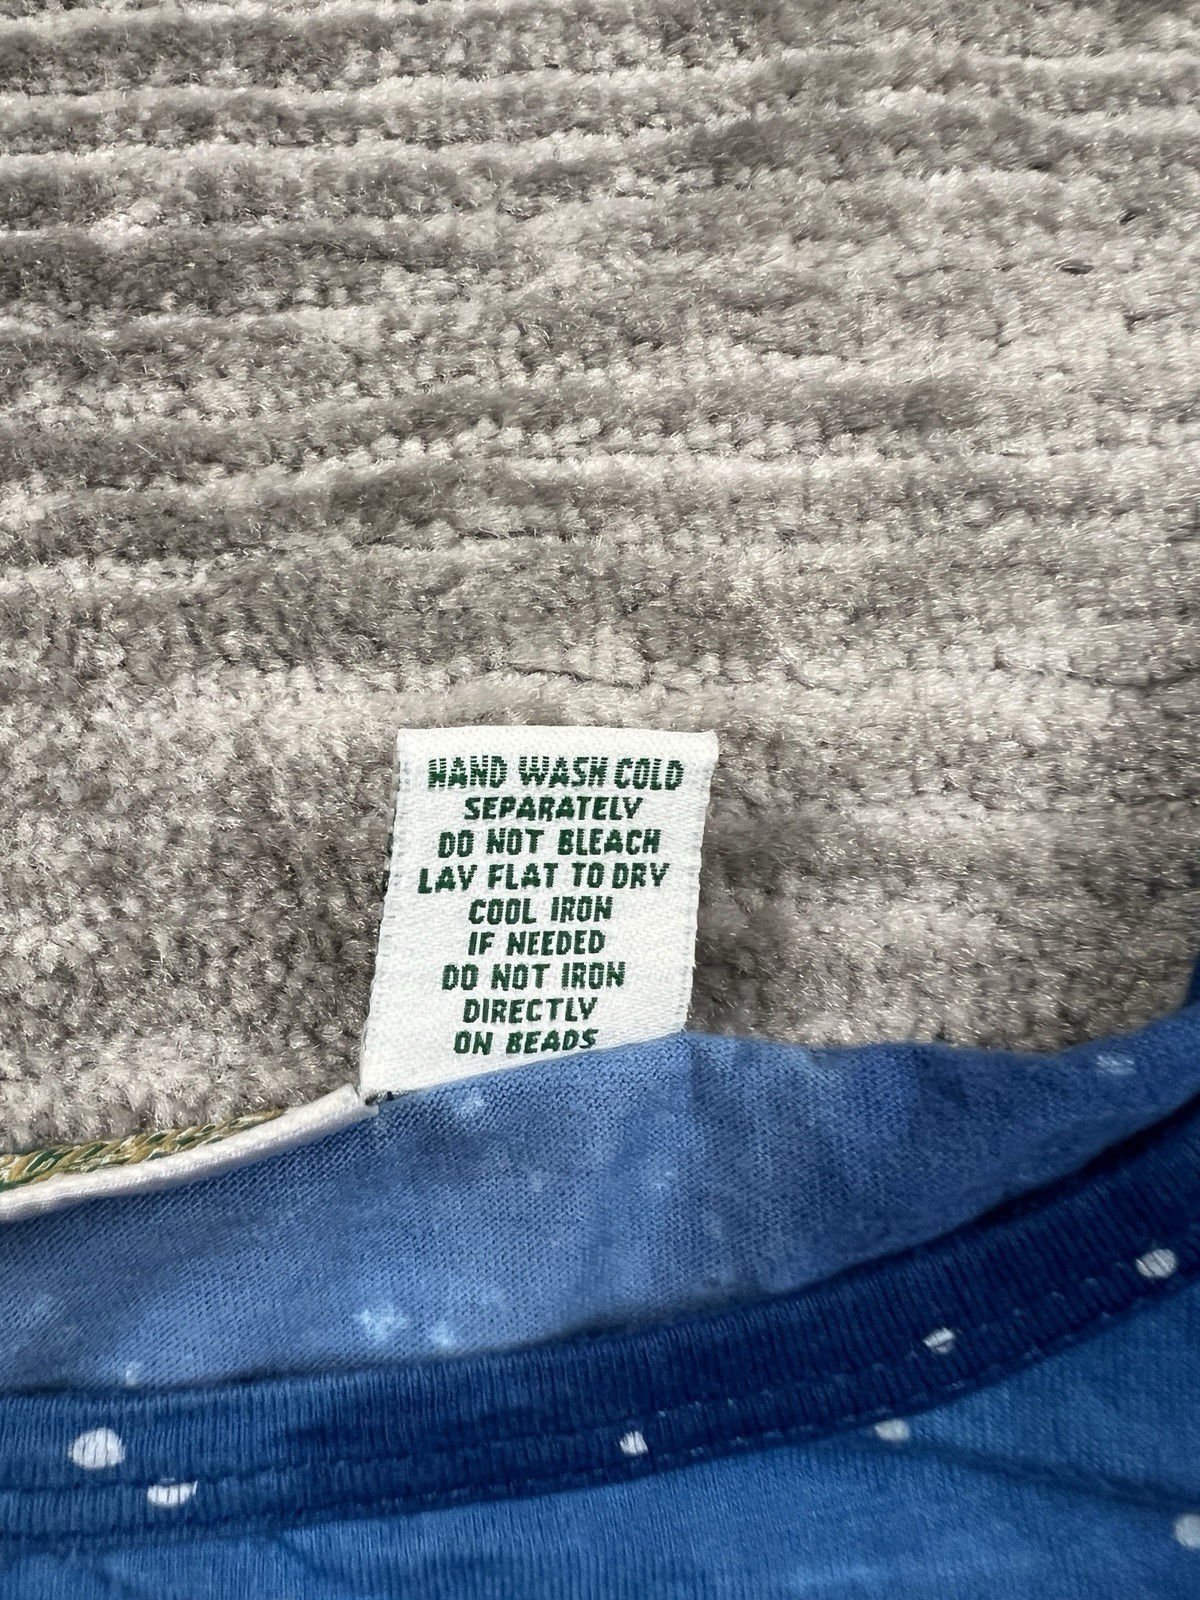 HAND WASH COLD
SEPARATELY
DO NOT BLEACH
LAY FLAT TO DRY
COOL IRON
IF NEEDED
DO NOT IRON
DIRECTLY
ON BEADS